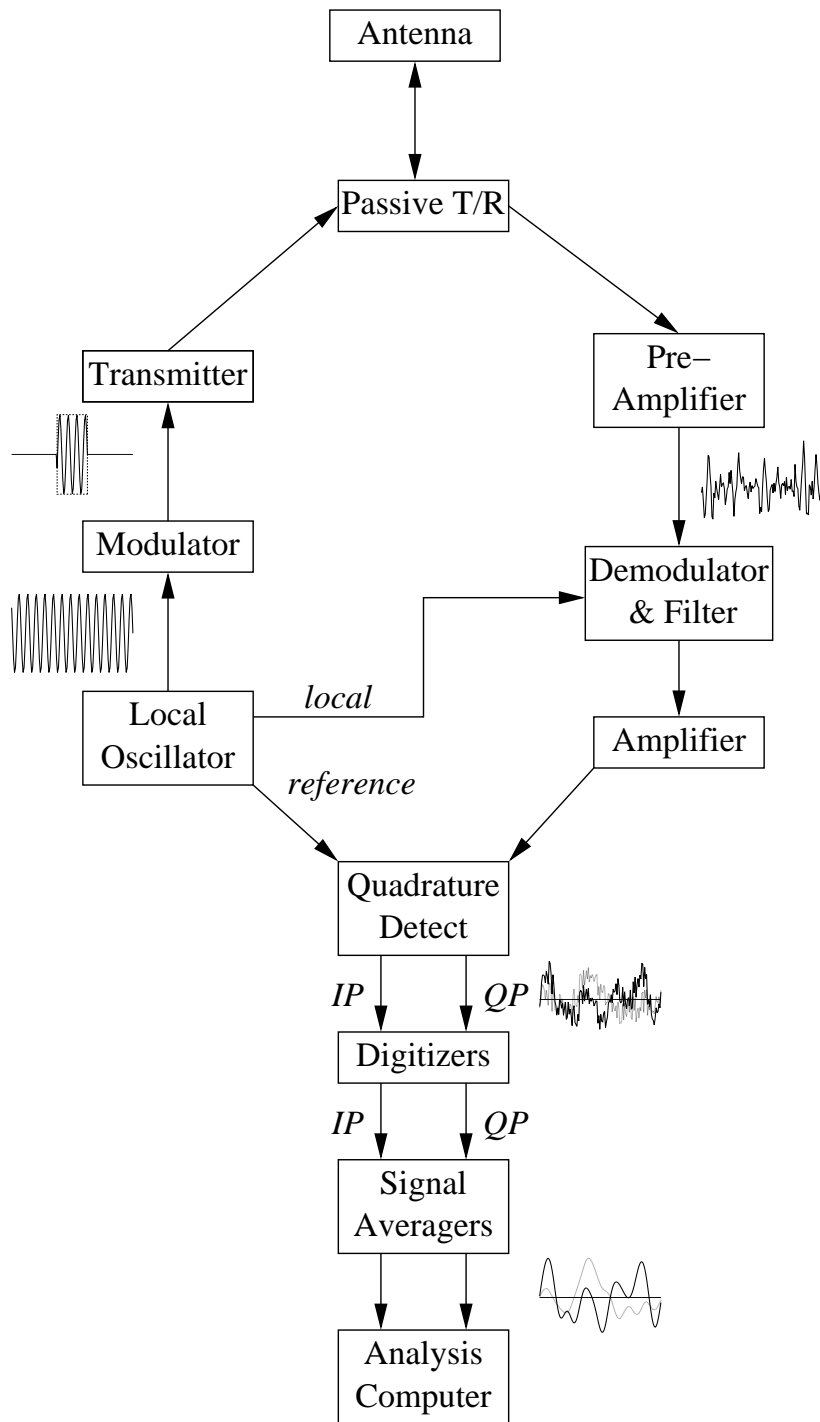 Antenna
Passive T/R
Transmitter
Pre−
Amplifier
Modulator
Demodulator
& Filter
Local
Oscillator
local
reference
Amplifier
Quadrature
Detect
IP
QP
Digitizers
IP
QP
Signal
Averagers
Analysis
Computer